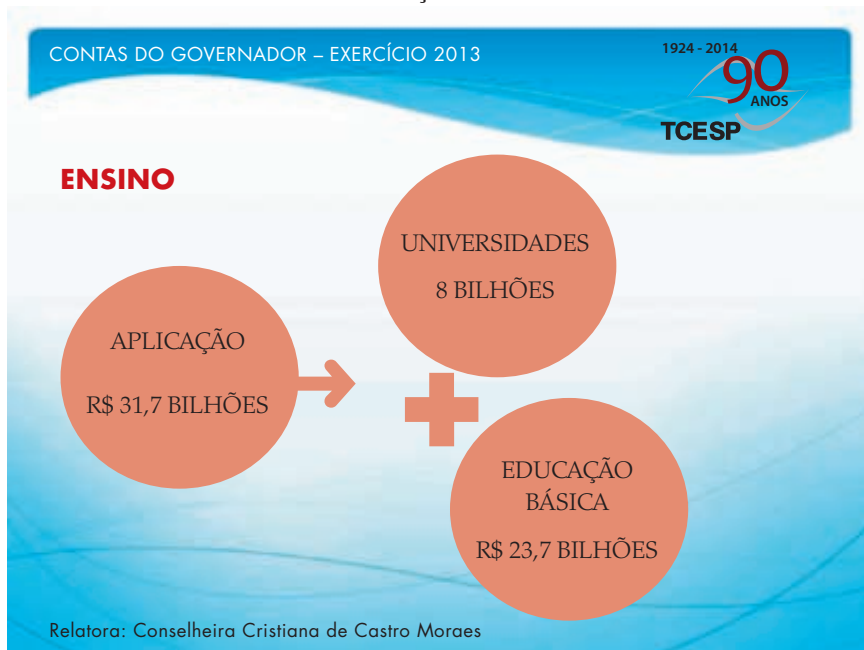 CONTAS DO GOVERNADOR – EXERCÍCIO 2013
1924 - 2014
90
ANOS
TCESP
ENSINO
UNIVERSIDADES
8 BILHÕES
APLICAÇÃO
R$ 31,7 BILHÕES
EDUCAÇÃO
BÁSICA
R$ 23,7 BILHÕES
Relatora: Conselheira Cristiana de Castro Moraes